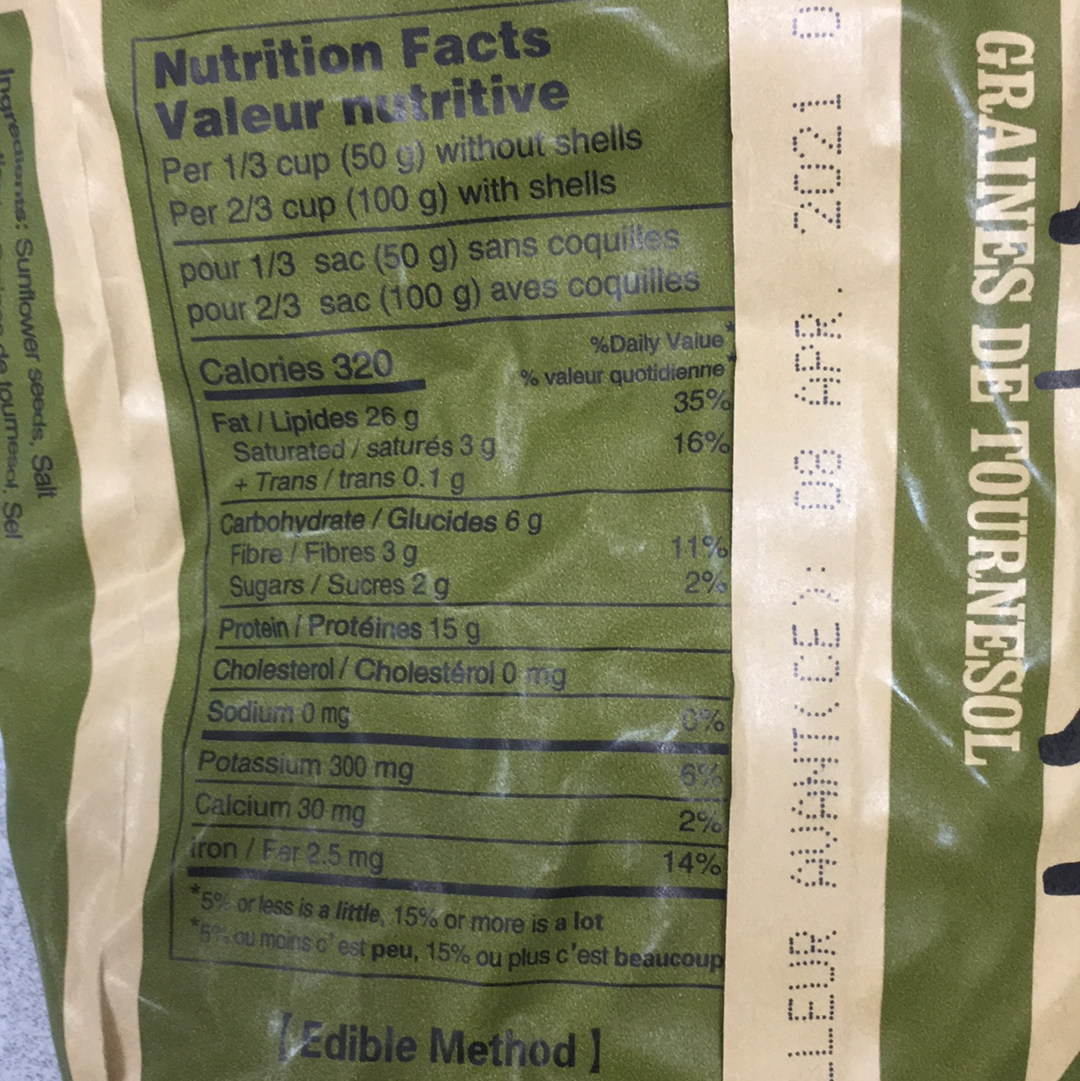 Nutrition Facts
Valeur nutritive
Per 1/3 cup (50 g) without shells
Per 2/3 cup (100 g) with shells
pour 1/3 sac (50 g) sans coquilles
pour 2/3 sac (100 g) aves coquilles
Calories 320
%Daily Value*
% valeur quotidienne*
Fat / Lipides 26 g 35%
Saturated / saturés 3 g 16%
+ Trans / trans 0.1 g
Carbohydrate / Glucides 6 g
Fibre / Fibres 3 g 11%
Sugars / Sucres 2 g 2%
Protein / Protéines 15 g
Cholesterol / Cholestérol 0 mg
Sodium 0 mg 0%
Potassium 300 mg 6%
Calcium 30 mg 2%
Iron / Fer 2.5 mg 14%
*5% or less is a little, 15% or more is a lot
*5% ou moins c'est peu, 15% ou plus c'est beaucoup
[Edible Method]
LLEUR AVANT(CE): 08 APR. 2021
GRAINES DE TOURNESOL
Ingredients: Sunflower seeds, Salt
de tournesol, Sel